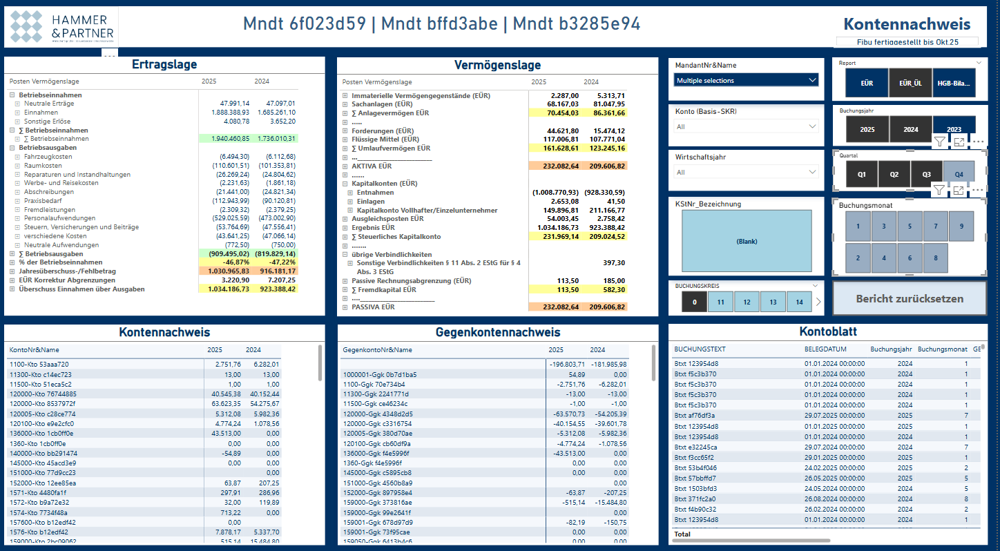 HAMMER
& PARTNER
Mndt 6f023d59 | Mndt bffd3abe | Mndt b3285e94
Kontennachweis
Fibu fertiggestellt bis Okt.25
Ertragslage
Posten Vermögenslage 2025 2024
Betriebseinnahmen
Neutrale Erträge 47.991,14 47.097,01
Einnahmen 1.888.388,93 1.685.261,10
Sonstige Erlöse 4.080,78 3.652,20
∑ Betriebseinnahmen
∑ Betriebseinnahmen 1.940.460,85 1.736.010,31
Betriebsausgaben
Fahrzeugkosten (6.494,30) (6.112,68)
Raumkosten (110.601,51) (101.353,81)
Reparaturen und Instandhaltungen (26.269,24) (24.804,62)
Werbe- und Reisekosten (2.231,63) (1.861,18)
Abschreibungen (21.441,00) (24.821,34)
Praxisbedarf (112.943,99) (90.120,81)
Fremdleistungen (2.309,32) (2.379,25)
Personalaufwendungen (529.025,59) (473.002,90)
Steuern, Versicherungen und Beiträge (53.764,69) (47.556,41)
verschiedene Kosten (43.641,25) (47.066,14)
Neutrale Aufwendungen (772,50) (750,00)
∑ Betriebsausgaben (909.495,02) (819.829,14)
% der Betriebseinnahmen -46,87% -47,22%
Jahresüberschuss-/Fehlbetrag 1.030.965,83 916.181,17
EÜR Korrektur Abgrenzungen 3.220,90 7.207,25
Überschuss Einnahmen über Ausgaben 1.034.186,73 923.388,42
Vermögenslage
Posten Vermögenslage 2025 2024
Immaterielle Vermögengegenstände (EÜR) 2.287,00 5.313,71
Sachanlagen (EÜR) 68.167,03 81.047,95
∑ Anlagevermögen EÜR 70.454,03 86.361,66
.....
Forderungen (EÜR) 44.621,80 15.474,12
Flüssige Mittel (EÜR) 117.006,81 107.771,04
∑ Umlaufvermögen EÜR 161.628,61 123.245,16
...__________________________
AKTIVA EÜR 232.082,64 209.606,82
......
Kapitalkonten (EÜR)
Entnahmen (1.008.770,93) (928.330,59)
Einlagen 2.653,08 41,50
Kapitalkonto Vollhafter/Einzelunternehmer 149.896,81 211.166,77
Ausgleichsposten EÜR 54.003,45 2.758,42
Ergebnis EÜR 1.034.186,73 923.388,42
∑ Steuerliches Kapitalkonto 231.969,14 209.024,52
.......
übrige Verbindlichkeiten
Sonstige Verbindlichkeiten § 11 Abs. 2 EStG für § 4 397,30
Abs. 3 EStG
Passive Rechnungsabgrenzung (EÜR) 113,50 185,00
∑ Fremdkapital EÜR 113,50 582,30
...._________________________
PASSIVA EÜR 232.082,64 209.606,82
MandantNr&Name
Multiple selections
Konto (Basis-SKR)
All
Wirtschaftsjahr
All
KStNr_Bezeichnung
(Blank)
BUCHUNGSKREIS
0 11 12 13 14
Report
EÜR EÜR_ÜL HGB-Bila...
Buchungsjahr
2025 2024 2023
Quartal
Q1 Q2 Q3 Q4
Buchungsmonat
1 3 5 7 9
2 4 6 8
Bericht zurücksetzen
Kontennachweis
KontoNr&Name 2025 2024
1100-Kto 53aaa720 2.751,76 6.282,01
11300-Kto c14ec723 13,00 13,00
11500-Kto 51eca5c2 1,00 1,00
120000-Kto 76744885 40.545,38 40.152,44
120000-Kto 8537972f 63.623,35 54.275,67
120005-Kto c28ce774 5.312,08 5.982,36
120100-Kto e9e2cfc0 4.774,24 1.078,56
136000-Kto 1cb0ff0e 43.513,00 0,00
1360-Kto 1cb0ff0e 0,00 0,00
140000-Kto bb291474 -54,89 0,00
145000-Kto 45acd3e9 0,00 0,00
151000-Kto 77d9cc23 0,00
152000-Kto 12ee85ea 63,87 207,25
1571-Kto 4480fa1f 297,91 286,96
1572-Kto b9a72e32 32,00 119,89
1574-Kto 7734f48a 713,22 0,00
157600-Kto b12edf42 0,00
1576-Kto b12edf42 7.878,17 5.337,70
159000-Kto 2bc09062 515,14 15.484,80
Gegenkontennachweis
GegenkontoNr&Name 2025 2024
-196.803,71 -181.985,98
1000001-Ggk 0b7d1ba5 54,89 0,00
1100-Ggk 70e734b4 -2.751,76 -6.282,01
11300-Ggk 2241771d -13,00 -13,00
11500-Ggk ce46234c -1,00 -1,00
120000-Ggk 4348d2d5 -63.570,73 -54.205,39
120000-Ggk c3316754 -40.154,55 -39.601,78
120005-Ggk 380d70ae -5.312,08 -5.982,36
120100-Ggk cb60df9a -4.774,24 -1.078,56
136000-Ggk f4e5996f -43.513,00 0,00
1360-Ggk f4e5996f 0,00 0,00
145000-Ggk c5895cb8 0,00 0,00
151000-Ggk 4560b8a9 0,00
152000-Ggk 897958e4 -63,87 -207,25
159000-Ggk 373816ae -515,14 -15.484,80
159000-Ggk 99e2641f 0,00
159001-Ggk 678d97d9 -82,19 -150,75
159001-Ggk 73f95cae 0,00 0,00
159050-Ggk 6413b4c6 0,00 0,00
Kontoblatt
BUCHUNGSTEXT BELEGDATUM Buchungsjahr Buchungsmonat GE
Btxt 123954d8 01.01.2024 00:00:00 2024 1
Btxt f5c3b370 01.01.2024 00:00:00 2024 1
Btxt f5c3b370 01.01.2024 00:00:00 2024 1
Btxt f5c3b370 01.01.2024 00:00:00 2024 1
Btxt f5c3b370 01.01.2024 00:00:00 2024 1
Btxt af76df3a 29.07.2025 00:00:00 2025 7
Btxt 123954d8 01.01.2025 00:00:00 2025 1
Btxt 123954d8 01.01.2024 00:00:00 2024 1
Btxt e32245ca 29.07.2024 00:00:00 2024 7
Btxt f3cc65f2 29.01.2025 00:00:00 2025 1
Btxt 53b4f046 24.02.2025 00:00:00 2025 2
Btxt 57bbffd7 26.05.2025 00:00:00 2025 5
Btxt 1503bfd3 24.05.2024 00:00:00 2024 5
Btxt 371fc2a0 26.08.2024 00:00:00 2024 8
Btxt f4b90c32 26.02.2024 00:00:00 2024 2
Btxt 123954d8 01.01.2024 00:00:00 2024 1
Total